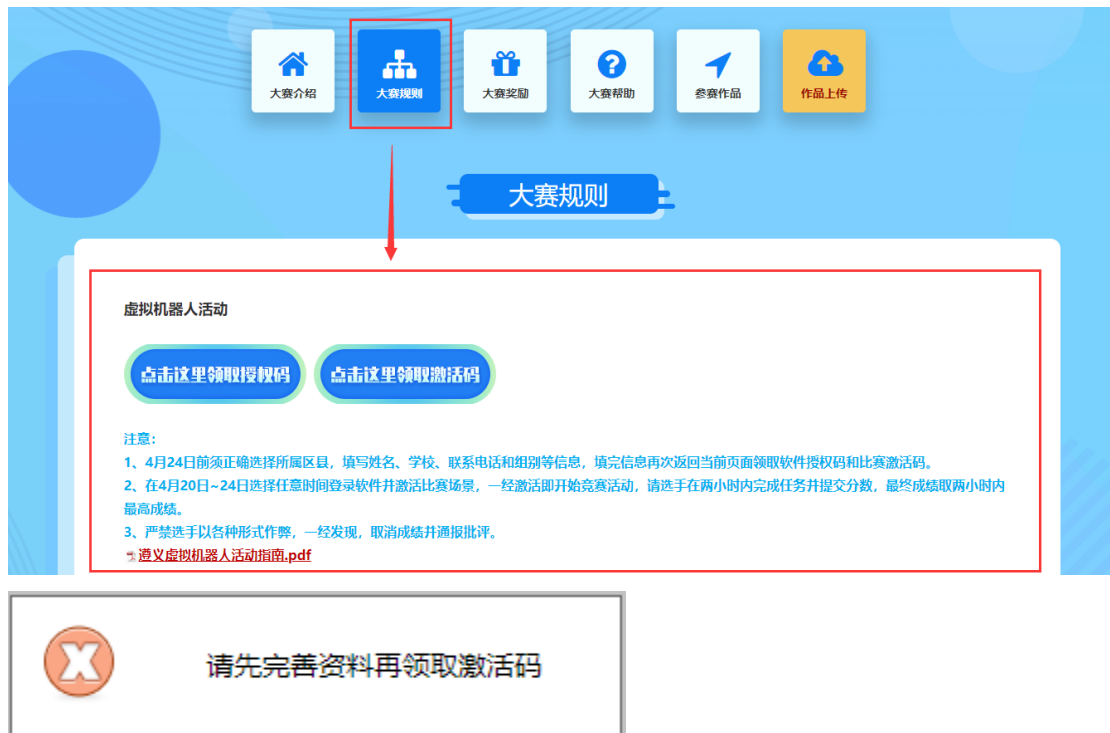 大赛介绍
大赛规则
大赛奖励
大赛帮助
参赛作品
作品上传
大赛规则
虚拟机器人活动
点击这里领取授权码
点击这里领取激活码
注意：
1、4月24日前须正确选择所属区县，填写姓名、学校、联系电话和组别等信息，填完信息再次返回当前页面领取软件授权码和比赛激活码。
2、在4月20日~24日选择任意时间登录软件并激活比赛场景，一经激活即开始竞赛活动，请选手在两小时内完成任务并提交分数，最终成绩取两小时内
最高成绩。
3、严禁选手以各种形式作弊，一经发现，取消成绩并通报批评。
遵义虚拟机器人活动指南.pdf
请先完善资料再领取激活码